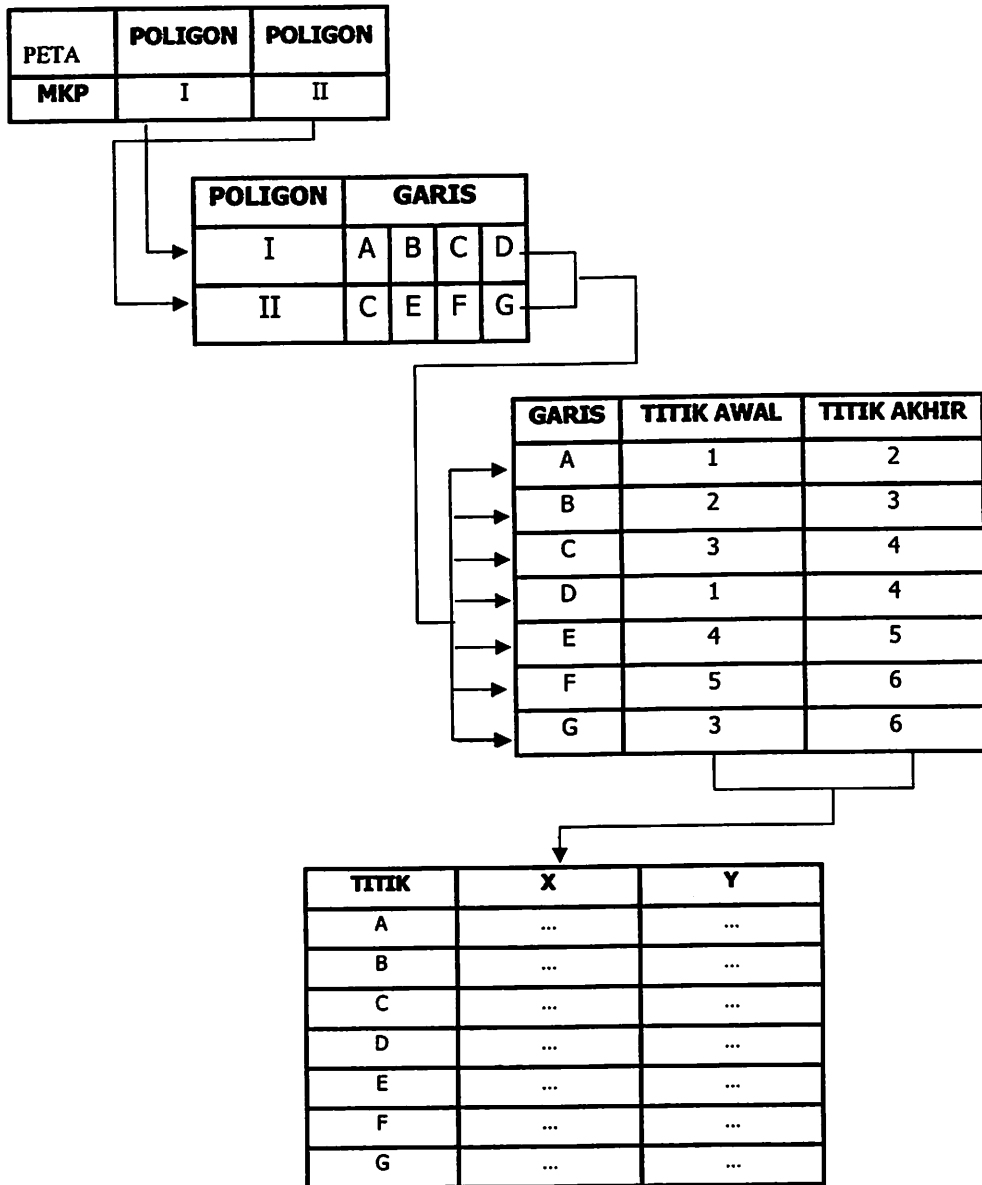 PETA POLIGON POLIGON
MKP I II
POLIGON GARIS
I A B C D
II C E F G
GARIS TITIK AWAL TITIK AKHIR
A 1 2
B 2 3
C 3 4
D 1 4
E 4 5
F 5 6
G 3 6
TITIK X Y
A ... ...
B ... ...
C ... ...
D ... ...
E ... ...
F ... ...
G ... ...